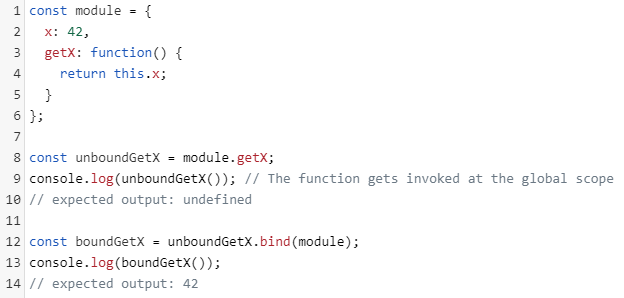 1 const module = {
2   x: 42,
3   getX: function() {
4     return this.x;
5   }
6 };
7
8 const unboundGetX = module.getX;
9 console.log(unboundGetX()); // The function gets invoked at the global scope
10 // expected output: undefined
11
12 const boundGetX = unboundGetX.bind(module);
13 console.log(boundGetX());
14 // expected output: 42